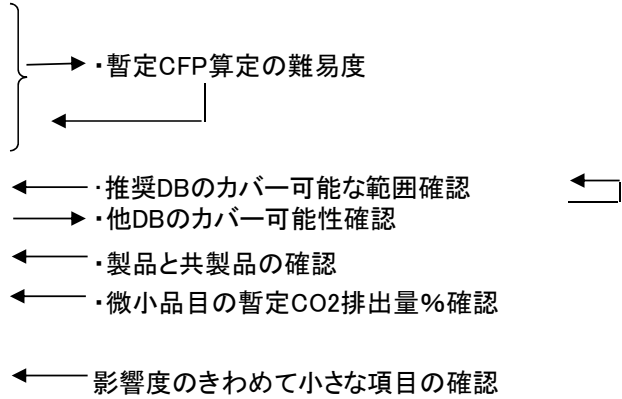 ・暫定CFP算定の難易度
・推奨DBのカバー可能な範囲確認
・他DBのカバー可能性確認
・製品と共製品の確認
・微小品目の暫定CO2排出量%確認
影響度のきわめて小さな項目の確認